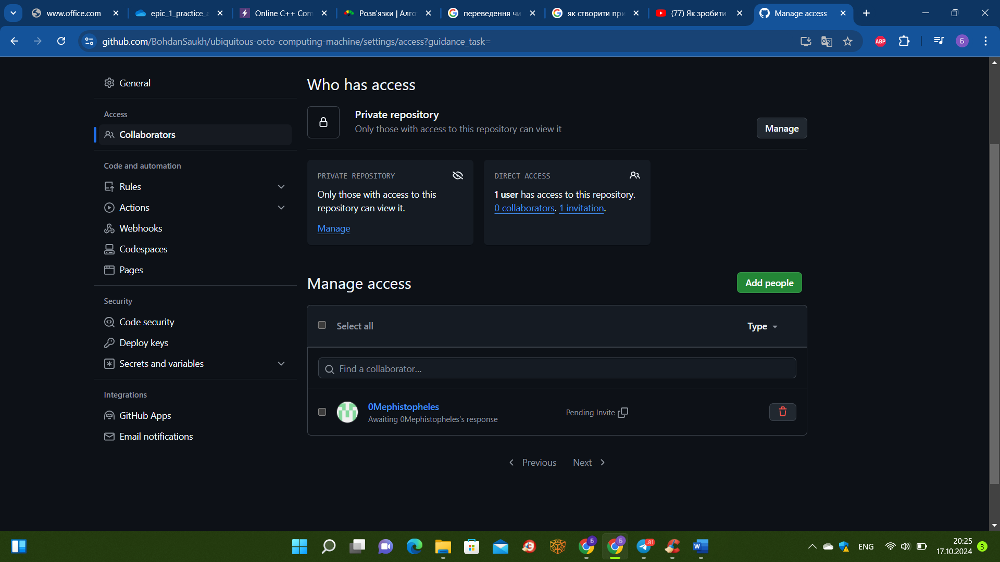 www.office.com
epic_1_practice_a
Online C++ Com
Розв'язки | Алго
переведення чи
як створити при
(77) Як зробити
Manage access
github.com/BohdanSaukh/ubiquitous-octo-computing-machine/settings/access?guidance_task=
ABP
Б
General
Access
Collaborators
Code and automation
Rules
Actions
Webhooks
Codespaces
Pages
Security
Code security
Deploy keys
Secrets and variables
Integrations
GitHub Apps
Email notifications
Who has access
Private repository
Only those with access to this repository can view it
Manage
PRIVATE REPOSITORY
Only those with access to this
repository can view it.
Manage
DIRECT ACCESS
1 user has access to this repository.
0 collaborators. 1 invitation.
Manage access
Add people
Select all
Type
Find a collaborator...
0Mephistopheles
Awaiting 0Mephistopheles's response
Pending Invite
Previous
Next
Б
Б
81
W
ENG
20:25
17.10.2024
3